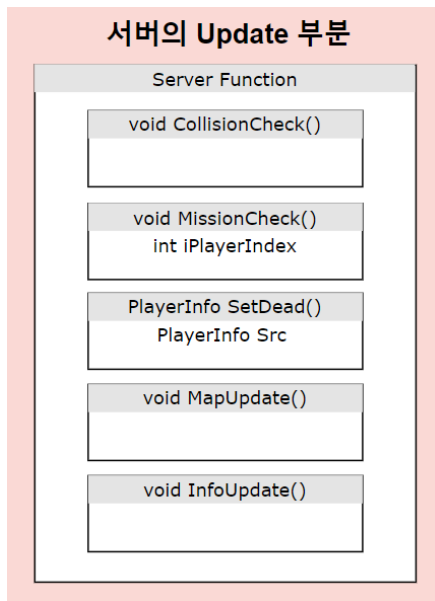 서버의 Update 부분
Server Function
void CollisionCheck()
void MissionCheck()
int iPlayerIndex
PlayerInfo SetDead()
PlayerInfo Src
void MapUpdate()
void InfoUpdate()